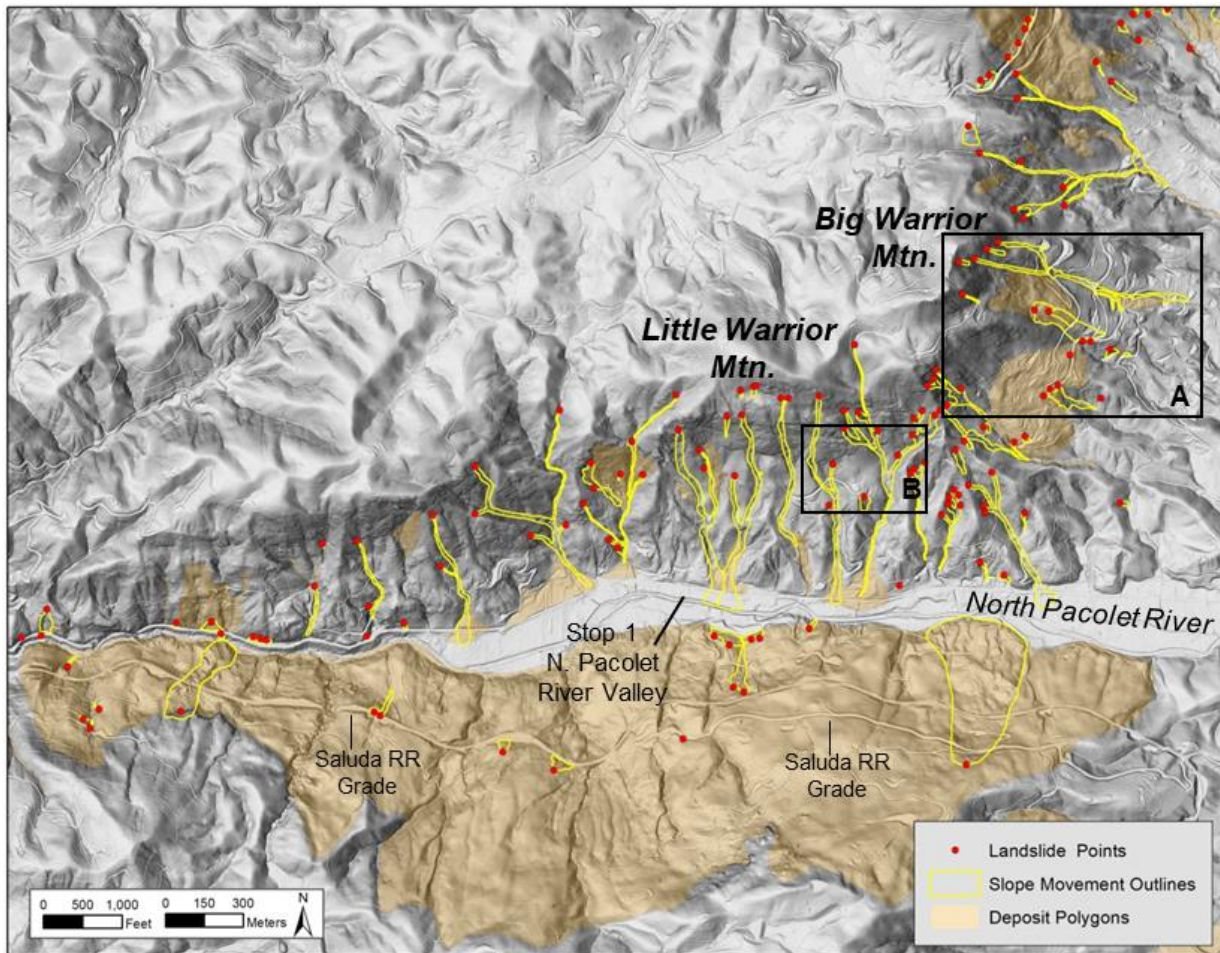 Big Warrior
Mtn.
Little Warrior
Mtn.
A
B
North Pacolet River
Stop 1
N. Pacolet
River Valley
Saluda RR
Grade
Saluda RR
Grade
0 500 1,000
Feet
0 150 300
Meters
N
Landslide Points
Slope Movement Outlines
Deposit Polygons